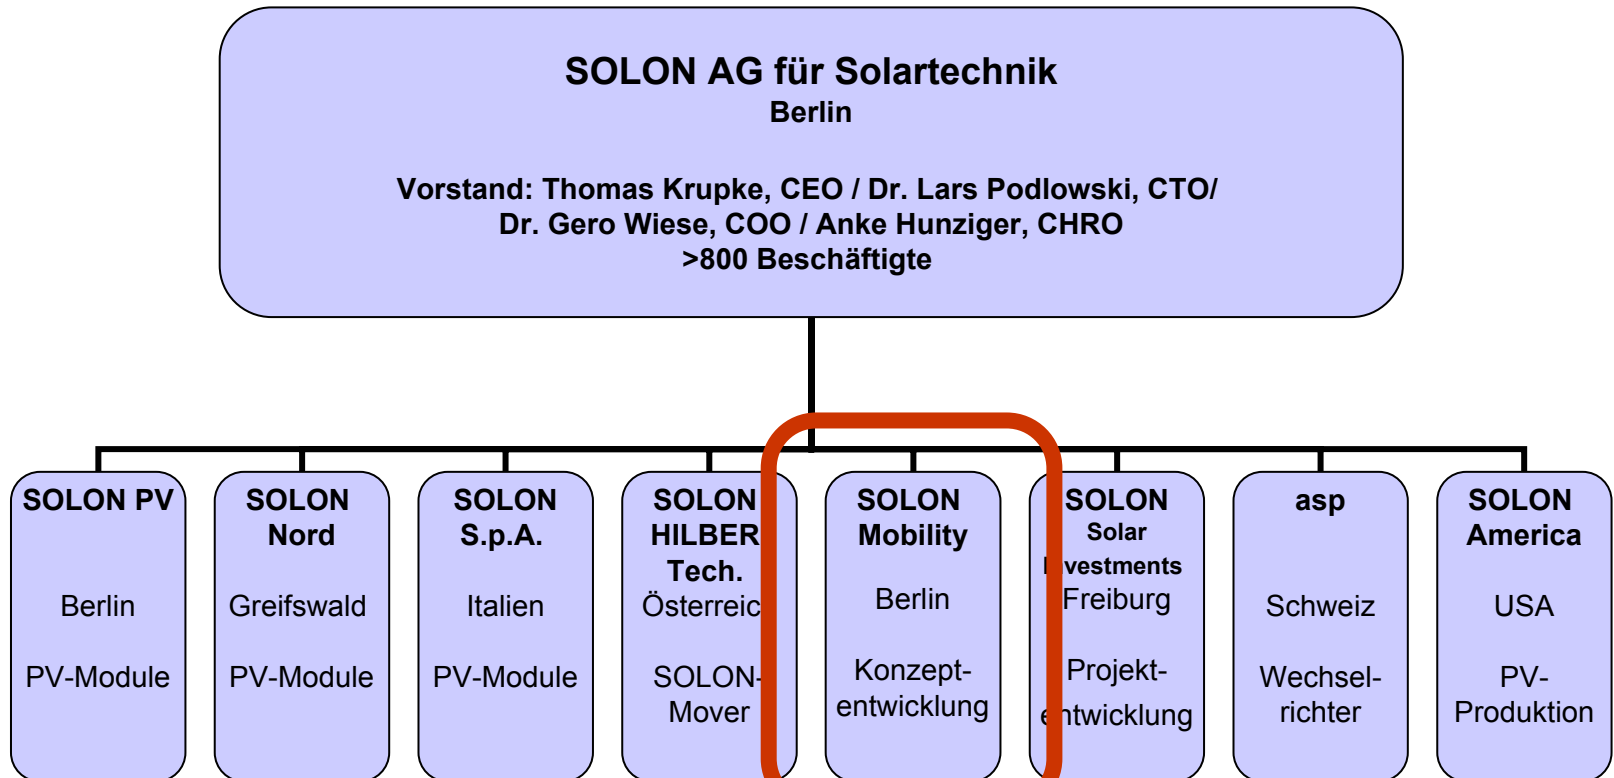 SOLON AG für Solartechnik
Berlin
Vorstand: Thomas Krupke, CEO / Dr. Lars Podlowski, CTO/
Dr. Gero Wiese, COO / Anke Hunziger, CHRO
>800 Beschäftigte
SOLON PV
Berlin
PV-Module
SOLON
Nord
Greifswald
PV-Module
SOLON
S.p.A.
Italien
PV-Module
SOLON
HILBER
Tech.
Österreich
SOLON-
Mover
SOLON
Mobility
Berlin
Konzept-
entwicklung
SOLON
Solar
Investments
Freiburg
Projekt-
entwicklung
asp
Schweiz
Wechsel-
richter
SOLON
America
USA
PV-
Produktion